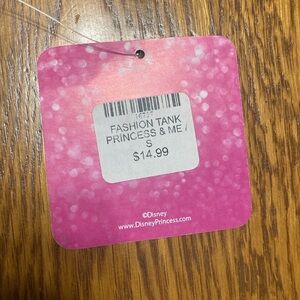 FASHION TANK
PRINCESS & ME /
S
$14.99
©Disney
www.DisneyPrincess.com